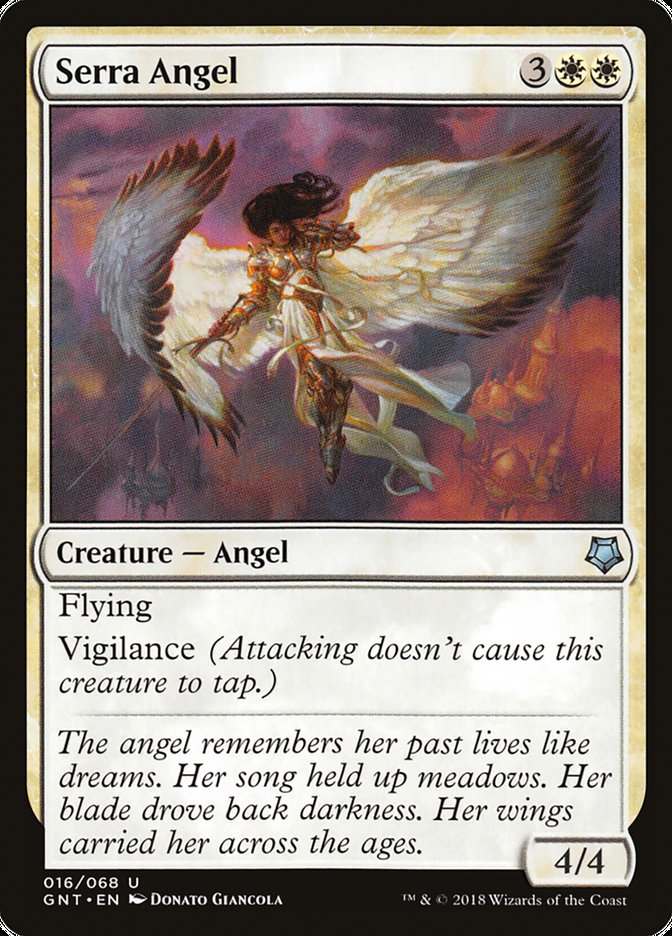 Serra Angel 3
Creature — Angel
Flying
Vigilance (Attacking doesn't cause this
creature to tap.)
The angel remembers her past lives like
dreams. Her song held up meadows. Her
blade drove back darkness. Her wings
carried her across the ages.
4/4
016/068 U
GNT • EN Donato Giancola
™ & © 2018 Wizards of the Coast